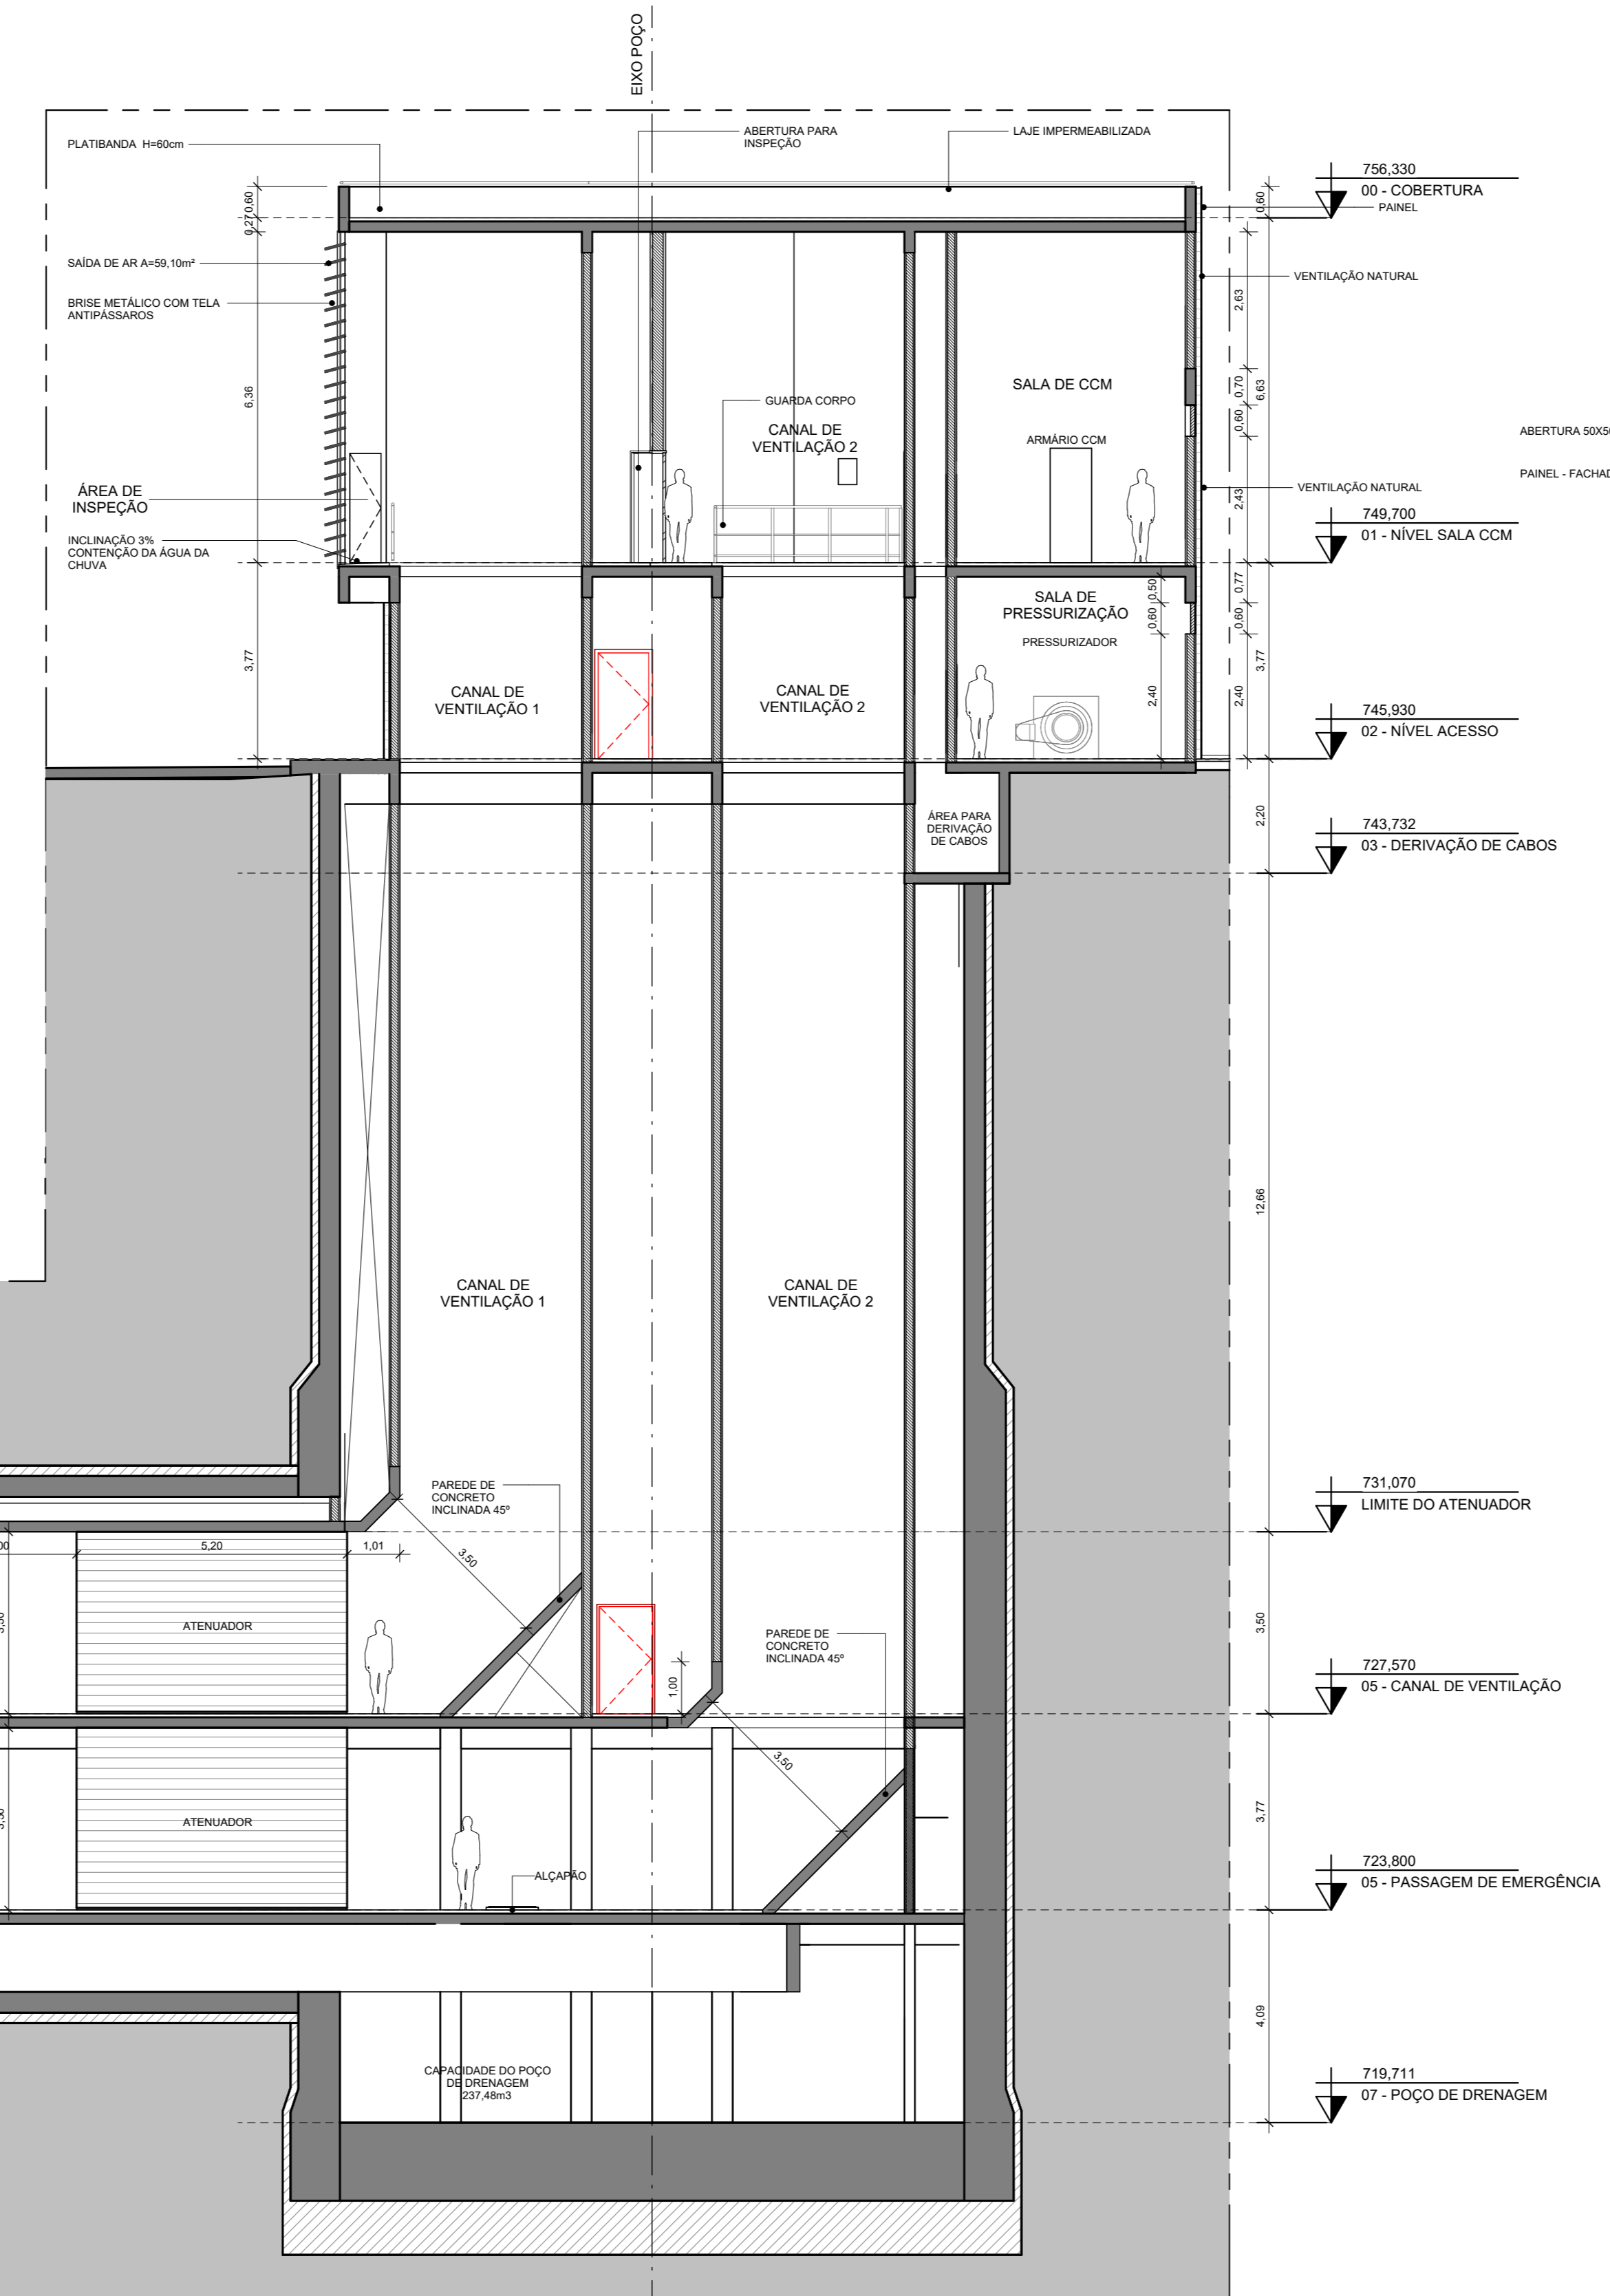 EIXO POÇO
PLATIBANDA H=60cm
ABERTURA PARA
INSPEÇÃO
LAJE IMPERMEABILIZADA
756,330
00 - COBERTURA
PAINEL
0,60
0,27
0,60
SAÍDA DE AR A=59,10m²
BRISE METÁLICO COM TELA
ANTIPÁSSAROS
VENTILAÇÃO NATURAL
2,63
6,36
0,70
6,63
0,60
SALA DE CCM
GUARDA CORPO
CANAL DE
VENTILAÇÃO 2
ARMÁRIO CCM
ABERTURA 50X5
PAINEL - FACHA
ÁREA DE
INSPEÇÃO
VENTILAÇÃO NATURAL
2,43
749,700
01 - NÍVEL SALA CCM
INCLINAÇÃO 3%
CONTENÇÃO DA ÁGUA DA
CHUVA
SALA DE
PRESSURIZAÇÃO
PRESSURIZADOR
0,50
0,60
2,40
0,77
0,60
2,40
3,77
3,77
CANAL DE
VENTILAÇÃO 1
CANAL DE
VENTILAÇÃO 2
745,930
02 - NÍVEL ACESSO
ÁREA PARA
DERIVAÇÃO
DE CABOS
2,20
743,732
03 - DERIVAÇÃO DE CABOS
12,66
CANAL DE
VENTILAÇÃO 1
CANAL DE
VENTILAÇÃO 2
PAREDE DE
CONCRETO
INCLINADA 45º
731,070
LIMITE DO ATENUADOR
00
5,20
1,01
3,50
3,50
ATENUADOR
PAREDE DE
CONCRETO
INCLINADA 45º
3,50
1,00
727,570
05 - CANAL DE VENTILAÇÃO
3,50
3,50
ATENUADOR
3,77
ALÇAPÃO
723,800
05 - PASSAGEM DE EMERGÊNCIA
4,09
CAPACIDADE DO POÇO
DE DRENAGEM
237,48m3
719,711
07 - POÇO DE DRENAGEM